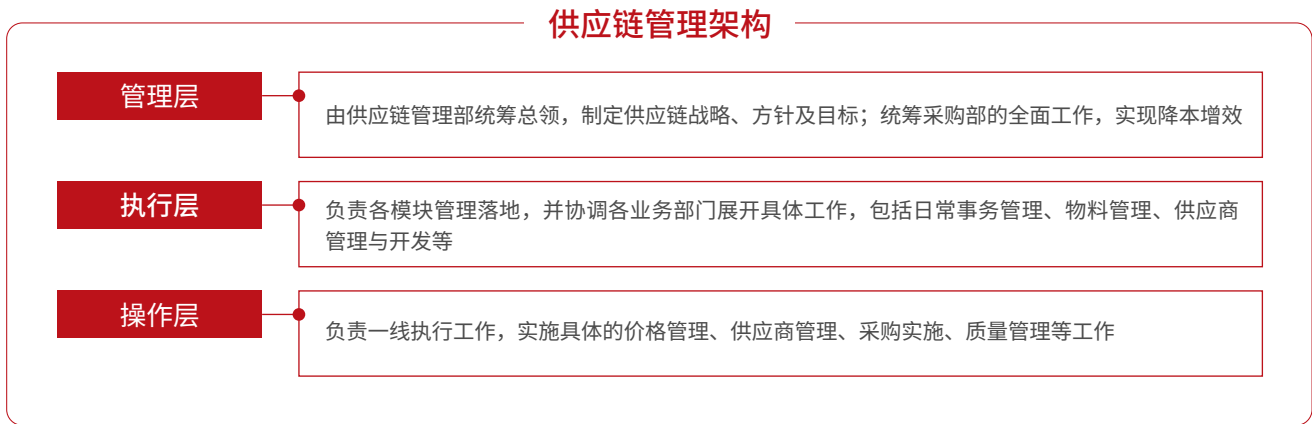 供应链管理架构
管理层
由供应链管理部统筹总领，制定供应链战略、方针及目标；统筹采购部的全面工作，实现降本增效
执行层
负责各模块管理落地，并协调各业务部门展开具体工作，包括日常事务管理、物料管理、供应商
管理与开发等
操作层
负责一线执行工作，实施具体的价格管理、供应商管理、采购实施、质量管理等工作